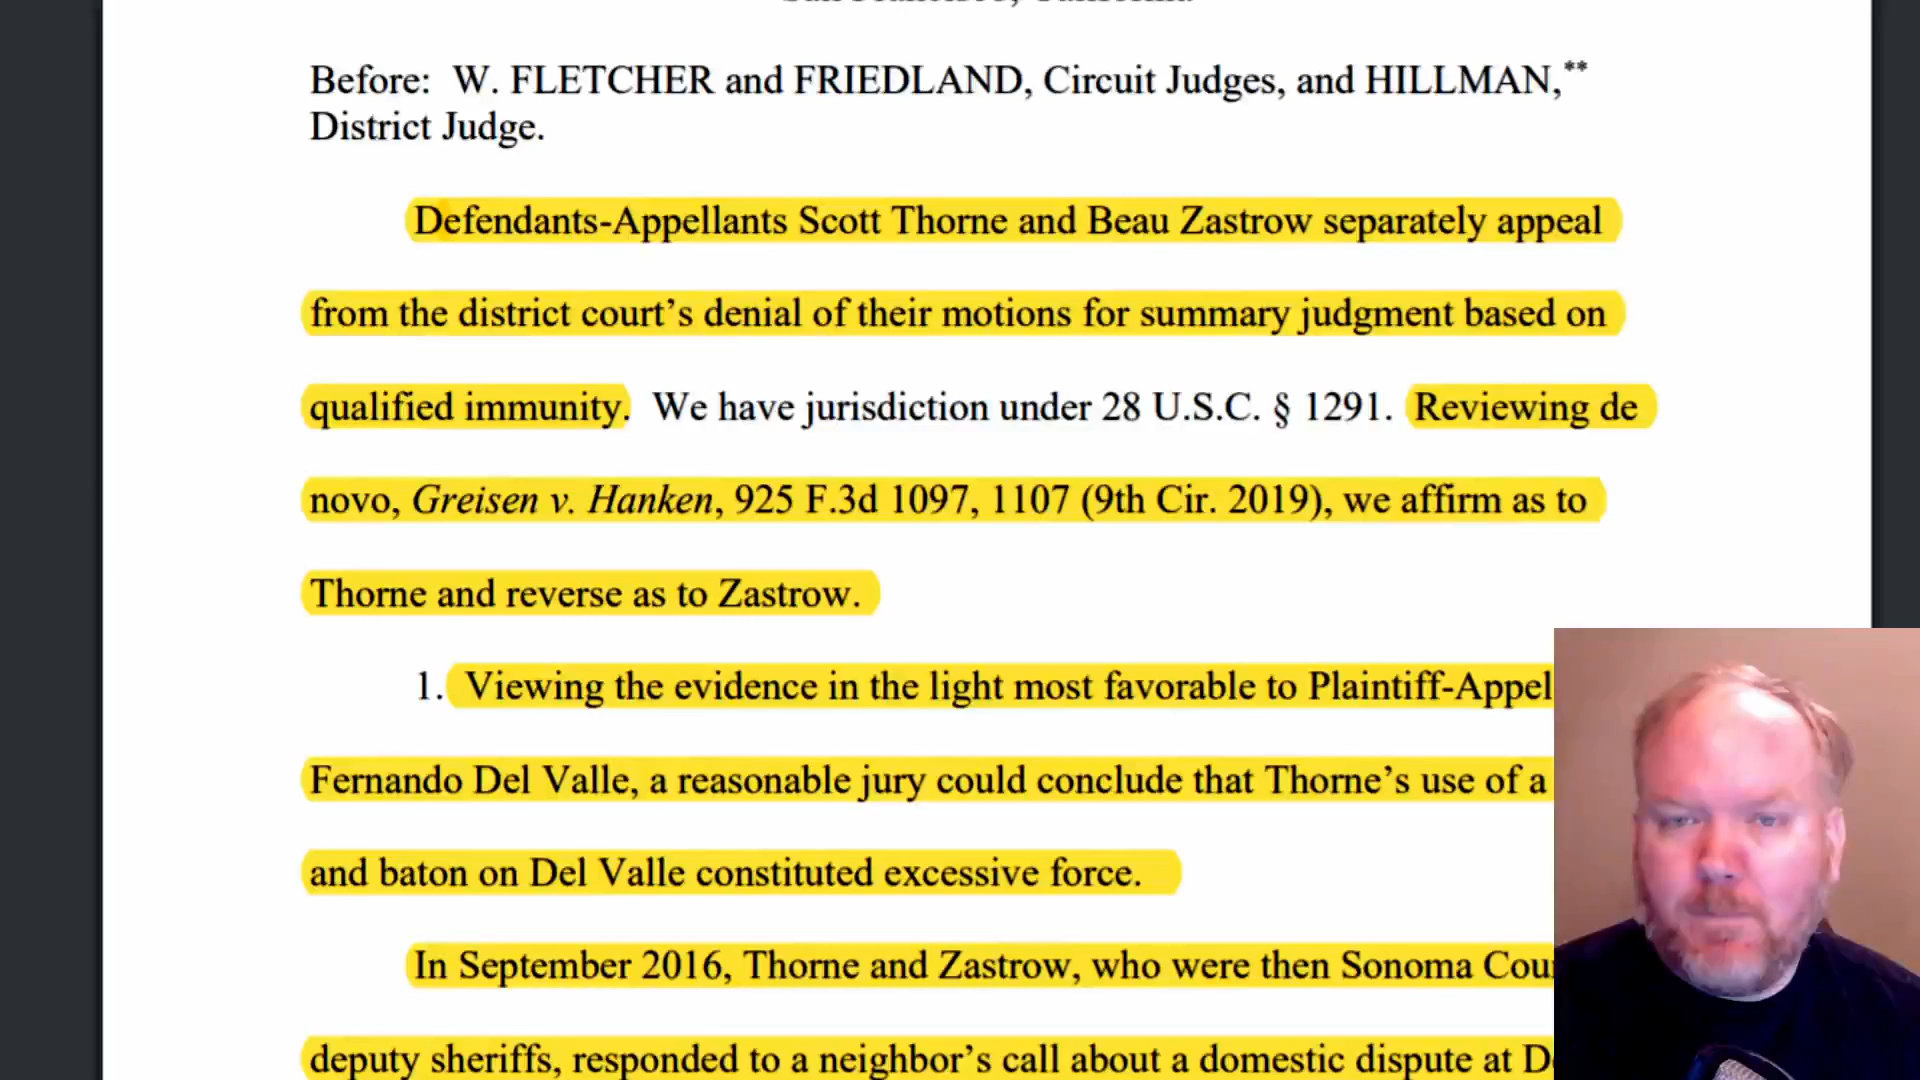 Before: W. FLETCHER and FRIEDLAND, Circuit Judges, and HILLMAN,**
District Judge.
Defendants-Appellants Scott Thorne and Beau Zastrow separately appeal
from the district court’s denial of their motions for summary judgment based on
qualified immunity. We have jurisdiction under 28 U.S.C. § 1291. Reviewing de
novo, Greisen v. Hanken, 925 F.3d 1097, 1107 (9th Cir. 2019), we affirm as to
Thorne and reverse as to Zastrow.
1. Viewing the evidence in the light most favorable to Plaintiff-Appel
Fernando Del Valle, a reasonable jury could conclude that Thorne’s use of a
and baton on Del Valle constituted excessive force.
In September 2016, Thorne and Zastrow, who were then Sonoma Cou
deputy sheriffs, responded to a neighbor’s call about a domestic dispute at D